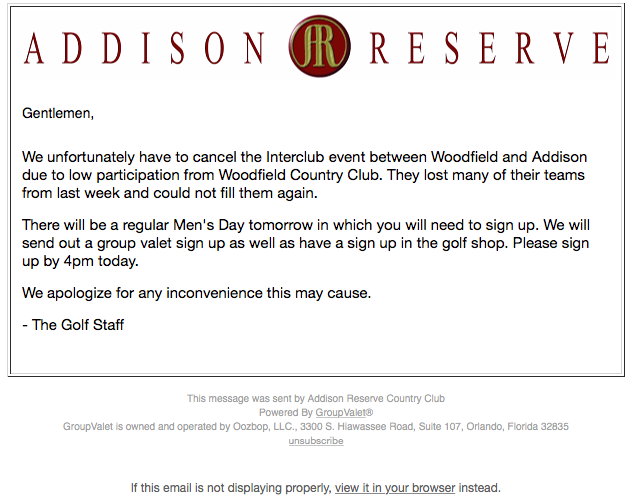 ADDISON AR RESERVE
Gentlemen,
We unfortunately have to cancel the Interclub event between Woodfield and Addison
due to low participation from Woodfield Country Club. They lost many of their teams
from last week and could not fill them again.
There will be a regular Men's Day tomorrow in which you will need to sign up. We will
send out a group valet sign up as well as have a sign up in the golf shop. Please sign
up by 4pm today.
We apologize for any inconvenience this may cause.
- The Golf Staff
This message was sent by Addison Reserve Country Club
Powered By GroupValet®
GroupValet is owned and operated by Oozbop, LLC., 3300 S. Hiawassee Road, Suite 107, Orlando, Florida 32835
unsubscribe
If this email is not displaying properly, view it in your browser instead.